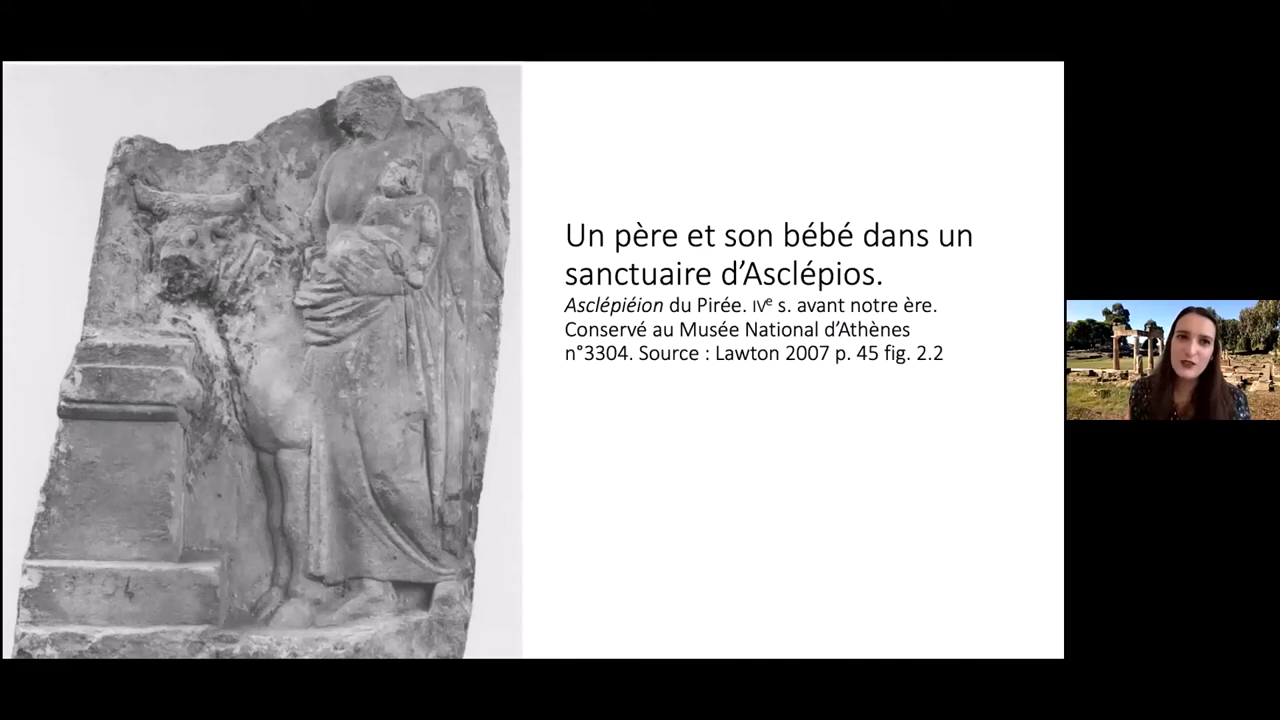 Un père et son bébé dans un
sanctuaire d’Asclépios.
Asclépiéion du Pirée. IVe s. avant notre ère.
Conservé au Musée National d’Athènes
n°3304. Source : Lawton 2007 p. 45 fig. 2.2